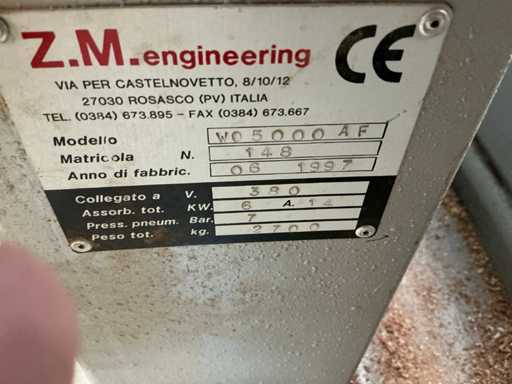 Z.M.engineering CE
VIA PER CASTELNOVETTO, 8/10/12
27030 ROSASCO (PV) ITALIA
TEL. (0384) 673.895 - FAX (0384) 673.667
Modello WO5000AF
Matricola N. 148
Anno di fabbric. 06 1997
Collegato a V. 380
Assorb. tot. KW. 6 A. 14
Press. pneum. Bar. 7
Peso tot. kg. 2700